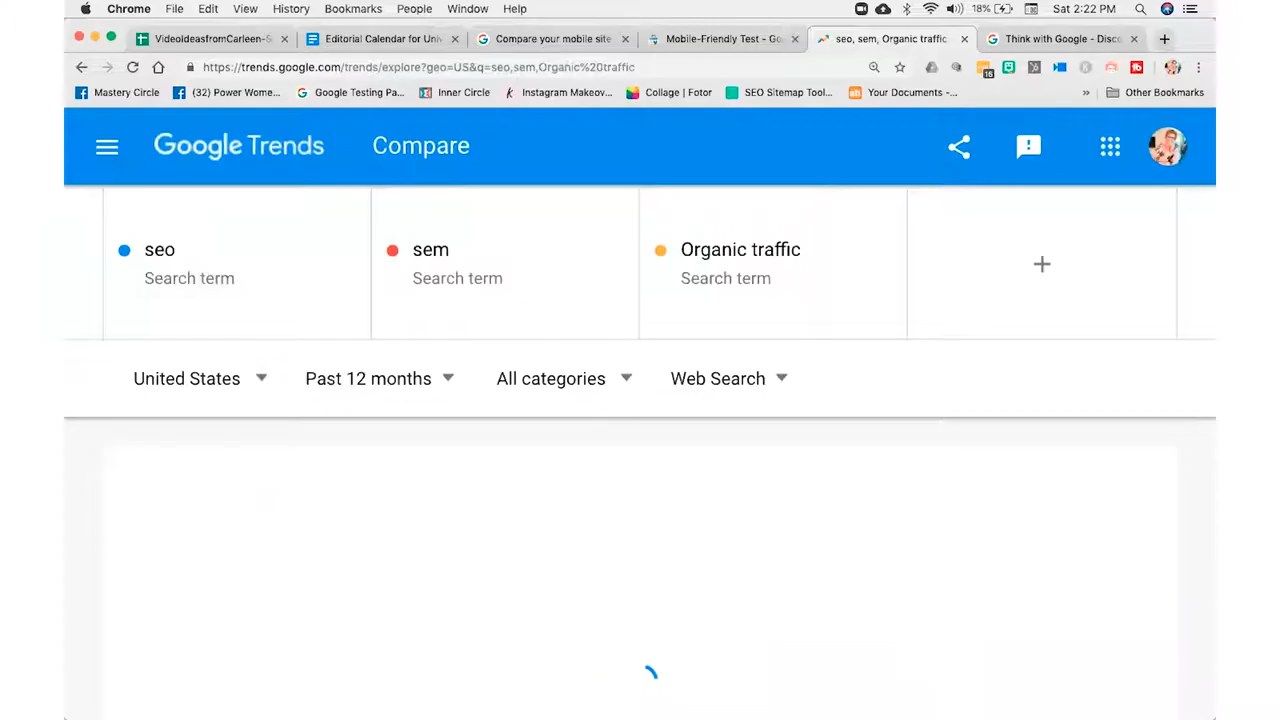 Chrome File Edit View History Bookmarks People Window Help 18% Sat 2:22 PM
VideoideasfromCarleen-S Editorial Calendar for Univ Compare your mobile site Mobile-Friendly Test - Go seo, sem, Organic traffic Think with Google - Disco
https://trends.google.com/trends/explore?geo=US&q=seo,sem,Organic%20traffic 16
Mastery Circle (32) Power Wome... Google Testing Pa... Inner Circle Instagram Makeov... Collage | Fotor SEO Sitemap Tool... Your Documents -... » Other Bookmarks
Google Trends Compare
seo sem Organic traffic
Search term Search term Search term
United States Past 12 months All categories Web Search